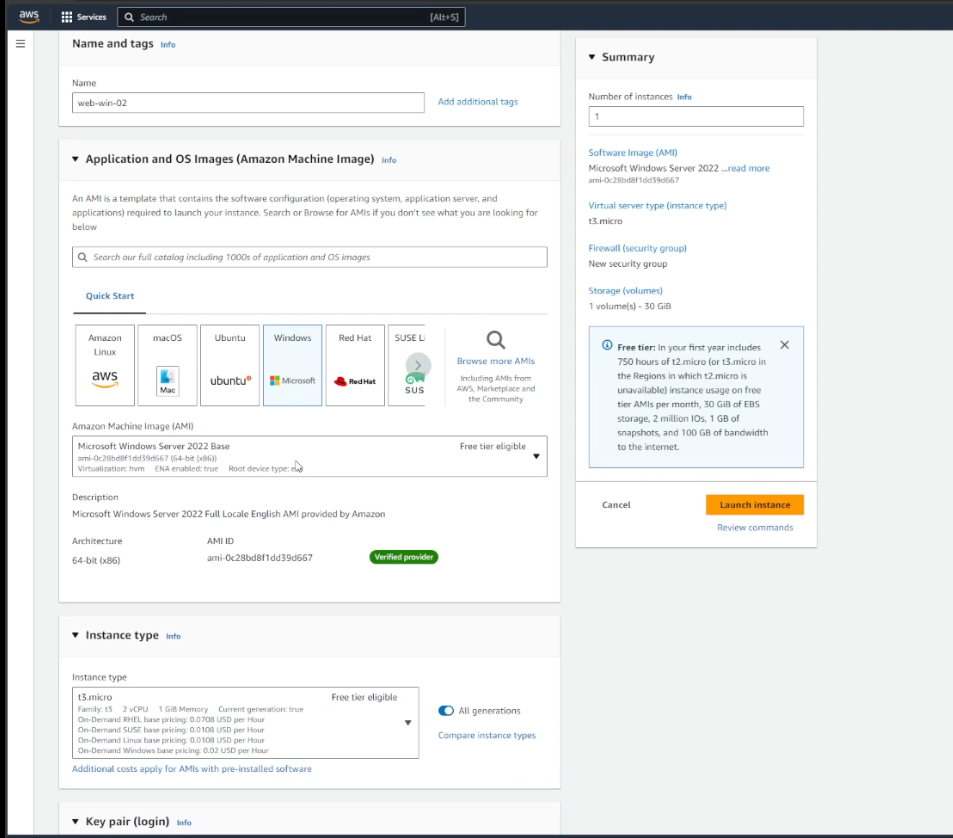 aws
Services
Search
[Alt+S]
Name and tags Info
Name
web-win-02
Add additional tags
Application and OS Images (Amazon Machine Image) Info
An AMI is a template that contains the software configuration (operating system, application server, and
applications) required to launch your instance. Search or Browse for AMIs if you don't see what you are looking for
below
Search our full catalog including 1000s of application and OS images
Quick Start
Amazon
Linux
aws
macOS
Mac
Ubuntu
ubuntu
Windows
Microsoft
Red Hat
RedHat
SUSE Li
SUS
Browse more AMIs
Including AMIs from
AWS, Marketplace and
the Community
Amazon Machine Image (AMI)
Microsoft Windows Server 2022 Base
Free tier eligible
ami-0c28bd8f1dd39d667 (64-bit (x86))
Virtualization: hvm ENA enabled: true Root device type:
Description
Microsoft Windows Server 2022 Full Locale English AMI provided by Amazon
Architecture
64-bit (x86)
AMI ID
ami-0c28bd8f1dd39d667
Verified provider
Instance type Info
Instance type
t3.micro
Free tier eligible
Family: t3 2 vCPU 1 GiB Memory Current generation: true
On-Demand RHEL base pricing: 0.0708 USD per Hour
On-Demand SUSE base pricing: 0.0108 USD per Hour
On-Demand Linux base pricing: 0.0108 USD per Hour
On-Demand Windows base pricing: 0.02 USD per Hour
All generations
Compare instance types
Additional costs apply for AMIs with pre-installed software
Key pair (login) Info
Summary
Number of instances Info
1
Software Image (AMI)
Microsoft Windows Server 2022 ...read more
ami-0c28bd8f1dd39d667
Virtual server type (instance type)
t3.micro
Firewall (security group)
New security group
Storage (volumes)
1 volume(s) - 30 GiB
Free tier: In your first year includes
750 hours of t2.micro (or t3.micro in
the Regions in which t2.micro is
unavailable) instance usage on free
tier AMIs per month, 30 GiB of EBS
storage, 2 million IOs, 1 GB of
snapshots, and 100 GB of bandwidth
to the internet.
Cancel
Launch instance
Review commands